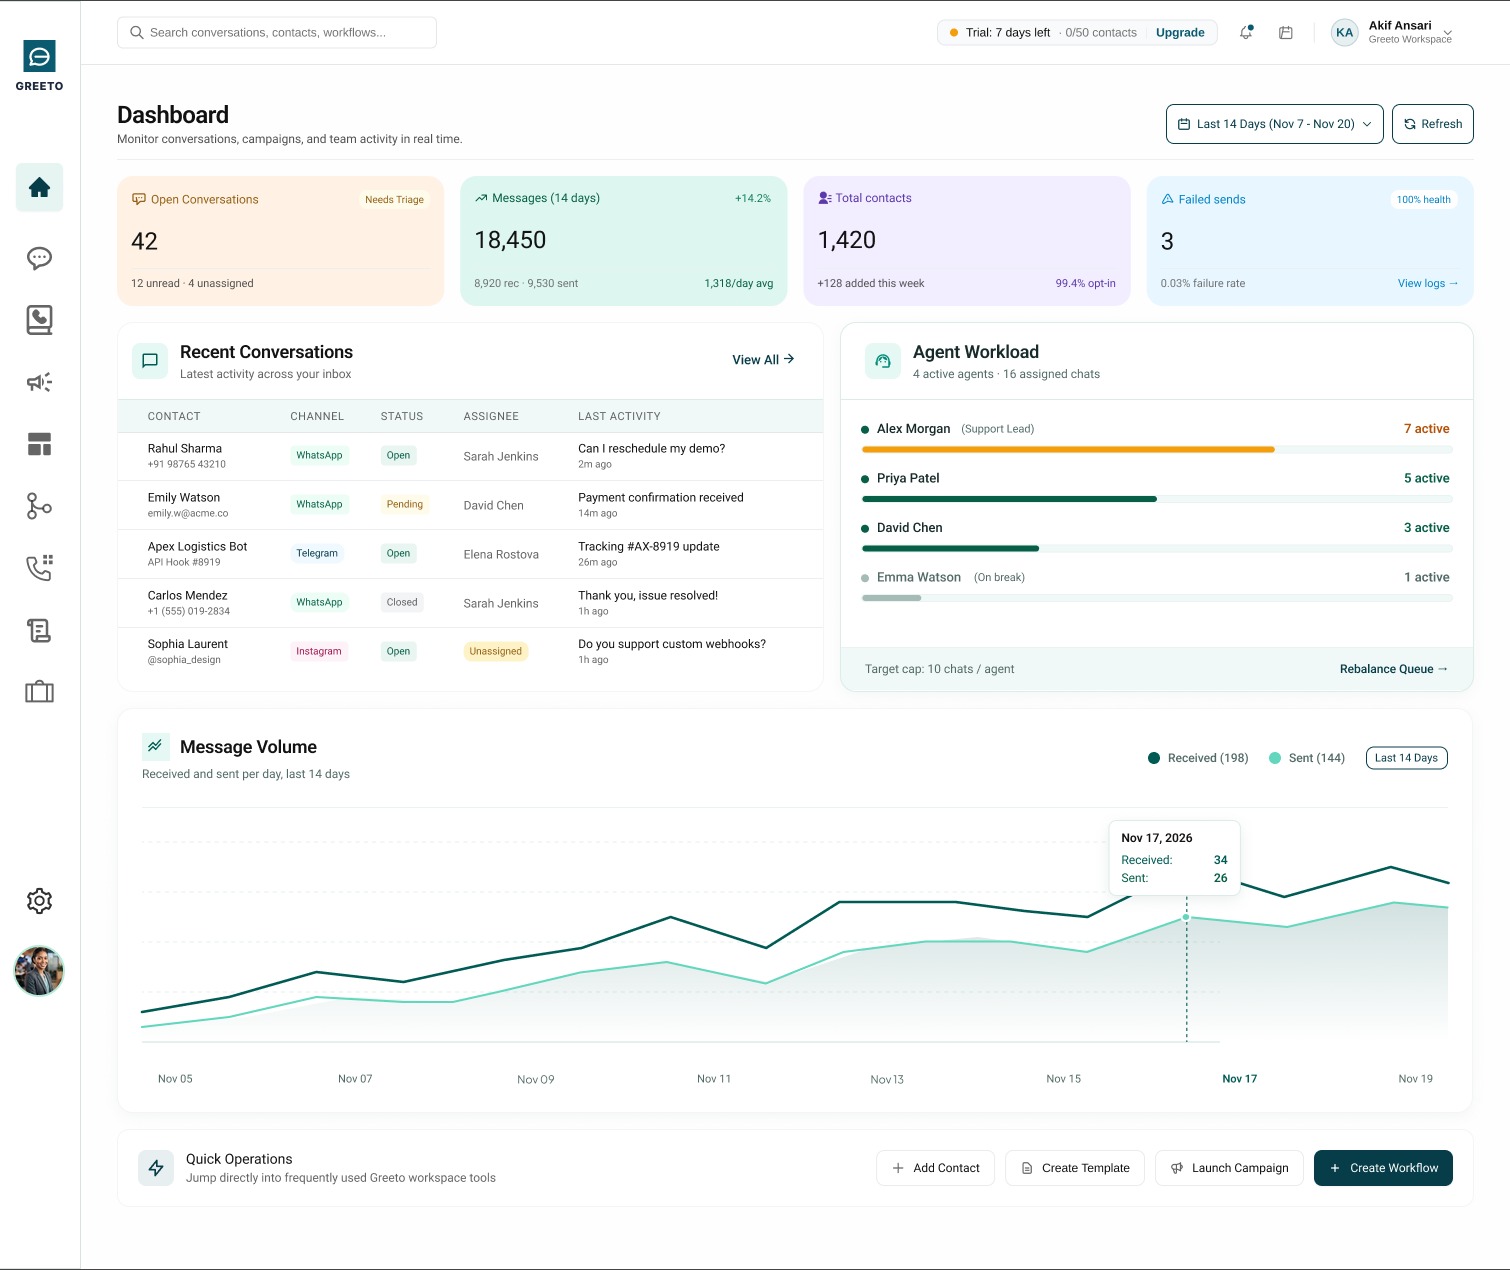 Search conversations, contacts, workflows...
Trial: 7 days left · 0/50 contacts Upgrade
KA
Akif Ansari
Greeto Workspace
GREETO
Dashboard
Monitor conversations, campaigns, and team activity in real time.
Last 14 Days (Nov 7 - Nov 20)
Refresh
Open Conversations
Needs Triage
42
12 unread · 4 unassigned
Messages (14 days)
+14.2%
18,450
8,920 rec · 9,530 sent
1,318/day avg
Total contacts
1,420
+128 added this week
99.4% opt-in
Failed sends
100% health
3
0.03% failure rate
View logs →
Recent Conversations
Latest activity across your inbox
View All →
CONTACT CHANNEL STATUS ASSIGNEE LAST ACTIVITY
Rahul Sharma
+91 98765 43210
WhatsApp
Open
Sarah Jenkins
Can I reschedule my demo?
2m ago
Emily Watson
emily.w@acme.co
WhatsApp
Pending
David Chen
Payment confirmation received
14m ago
Apex Logistics Bot
API Hook #8919
Telegram
Open
Elena Rostova
Tracking #AX-8919 update
26m ago
Carlos Mendez
+1 (555) 019-2834
WhatsApp
Closed
Sarah Jenkins
Thank you, issue resolved!
1h ago
Sophia Laurent
@sophia_design
Instagram
Open
Unassigned
Do you support custom webhooks?
1h ago
Agent Workload
4 active agents · 16 assigned chats
Alex Morgan (Support Lead) 7 active
Priya Patel 5 active
David Chen 3 active
Emma Watson (On break) 1 active
Target cap: 10 chats / agent
Rebalance Queue →
Message Volume
Received and sent per day, last 14 days
Received (198)
Sent (144)
Last 14 Days
Nov 17, 2026
Received: 34
Sent: 26
Nov 05 Nov 07 Nov 09 Nov 11 Nov 13 Nov 15 Nov 17 Nov 19
Quick Operations
Jump directly into frequently used Greeto workspace tools
+ Add Contact
Create Template
Launch Campaign
+ Create Workflow